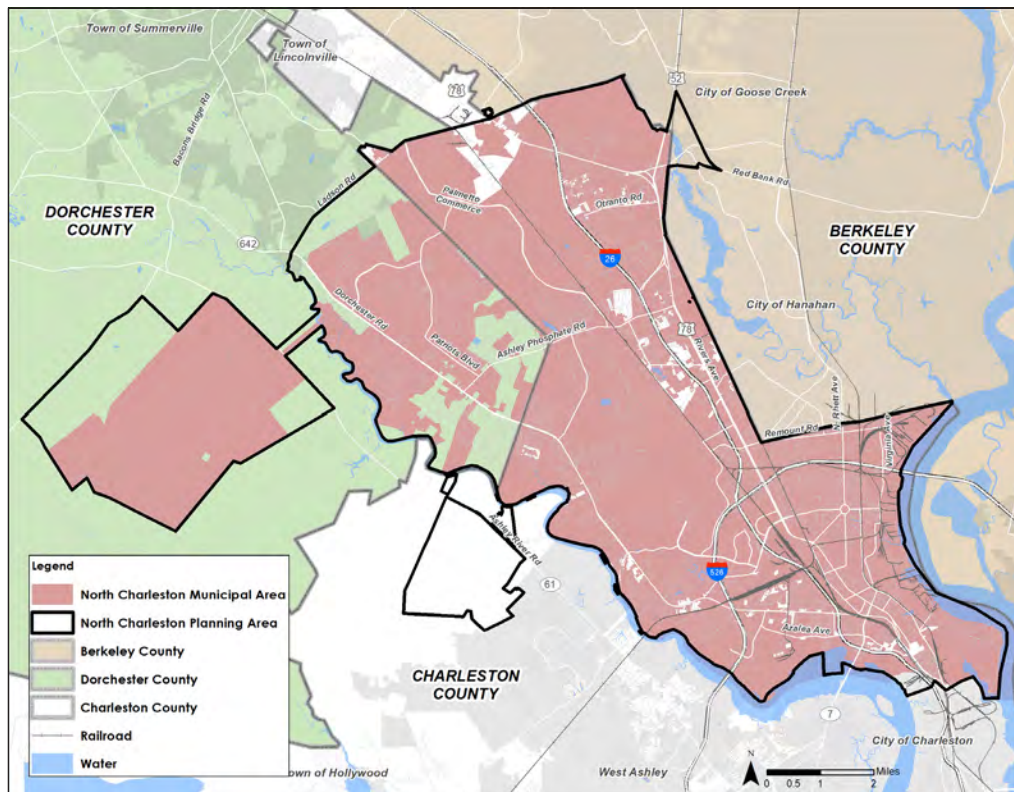 Town of Summerville
Town of
Lincolnville
78
52
City of Goose Creek
Bacons Bridge Rd
Ladson Rd
Palmetto
Commerce
Otranto Rd
Red Bank Rd
DORCHESTER
COUNTY
642
BERKELEY
COUNTY
26
City of Hanahan
Dorchester Rd
Patriots Blvd
Ashley Phosphate Rd
78
Rivers Ave
N Rhett Ave
Virginia Ave
Remount Rd
Ashley River Rd
61
526
Azalea Ave
CHARLESTON
COUNTY
7
City of Charleston
West Ashley
Town of Hollywood
Legend
North Charleston Municipal Area
North Charleston Planning Area
Berkeley County
Dorchester County
Charleston County
Railroad
Water
N
0 0.5 1 2
Miles